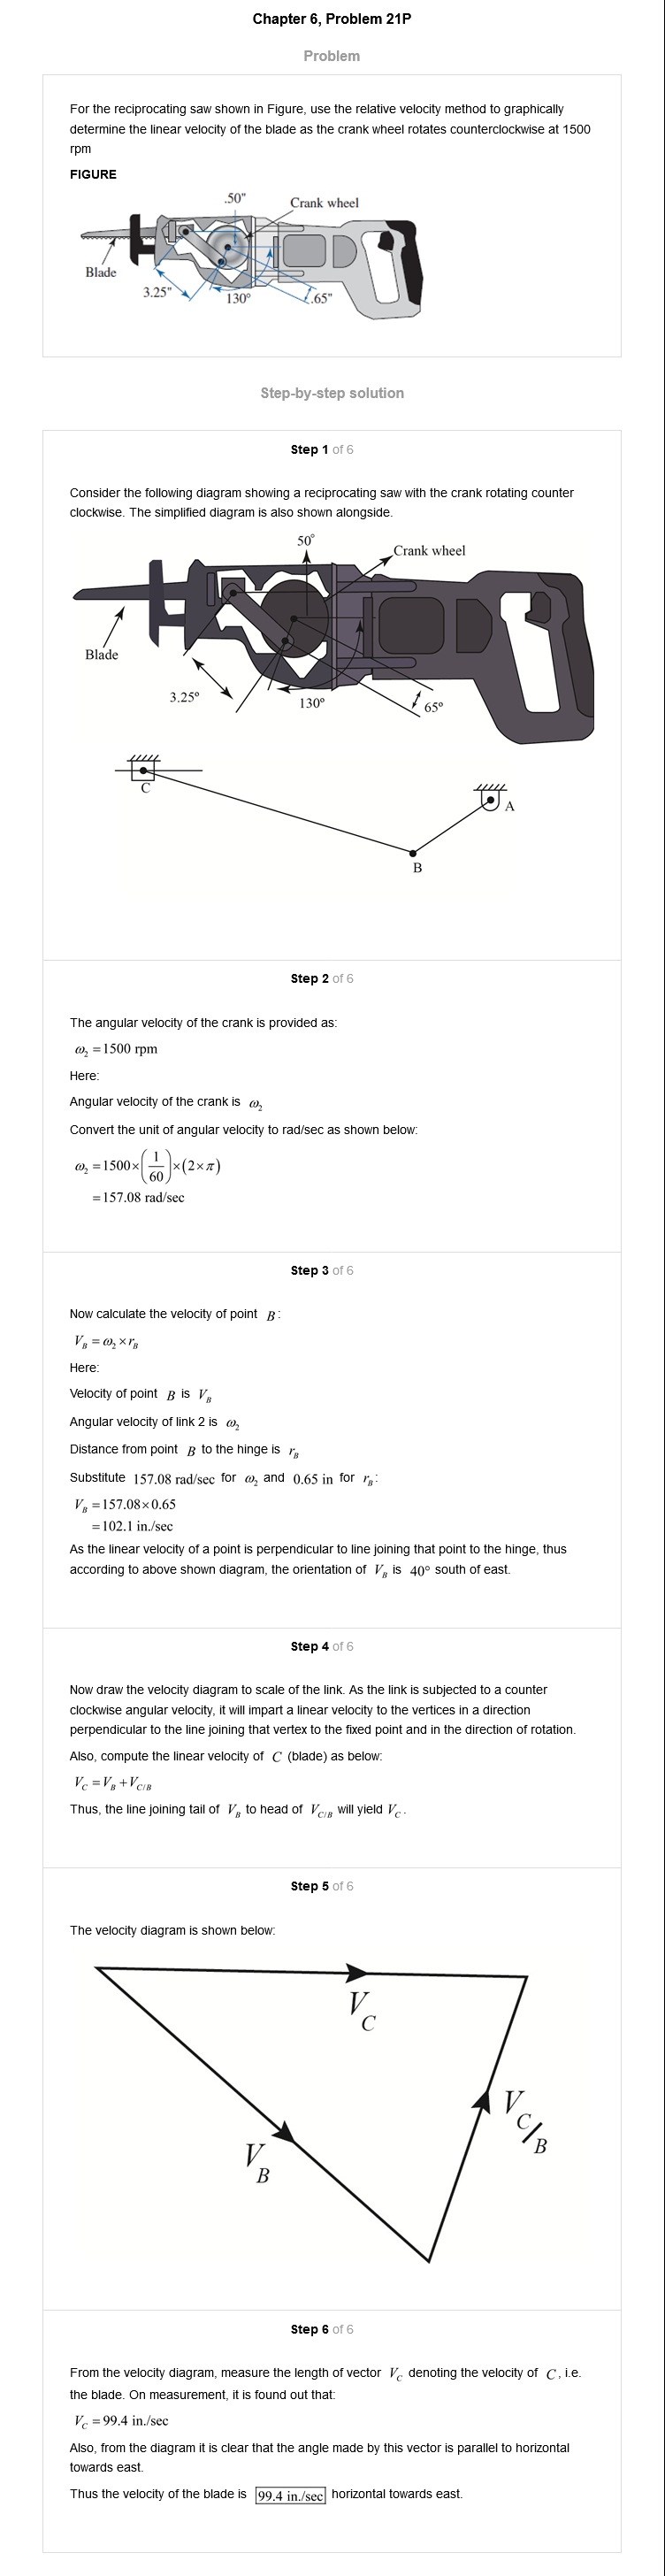 Chapter 6, Problem 21P
Problem
For the reciprocating saw shown in Figure, use the relative velocity method to graphically
determine the linear velocity of the blade as the crank wheel rotates counterclockwise at 1500
rpm
FIGURE
.50"
Crank wheel
Blade
3.25"
130°
.65"
Step-by-step solution
Step 1 of 6
Consider the following diagram showing a reciprocating saw with the crank rotating counter
clockwise. The simplified diagram is also shown alongside.
50°
Crank wheel
Blade
3.25°
130°
65°
C
A
B
Step 2 of 6
The angular velocity of the crank is provided as:
ω₂ = 1500 rpm
Here:
Angular velocity of the crank is ω₂
Convert the unit of angular velocity to rad/sec as shown below:
ω₂ = 1500×(1/60)×(2×π)
= 157.08 rad/sec
Step 3 of 6
Now calculate the velocity of point B:
V_B = ω₂ × r_B
Here:
Velocity of point B is V_B
Angular velocity of link 2 is ω₂
Distance from point B to the hinge is r_B
Substitute 157.08 rad/sec for ω₂ and 0.65 in for r_B:
V_B = 157.08×0.65
= 102.1 in./sec
As the linear velocity of a point is perpendicular to line joining that point to the hinge, thus
according to above shown diagram, the orientation of V_B is 40° south of east.
Step 4 of 6
Now draw the velocity diagram to scale of the link. As the link is subjected to a counter
clockwise angular velocity, it will impart a linear velocity to the vertices in a direction
perpendicular to the line joining that vertex to the fixed point and in the direction of rotation.
Also, compute the linear velocity of C (blade) as below:
V_C = V_B + V_C/B
Thus, the line joining tail of V_B to head of V_C/B will yield V_C.
Step 5 of 6
The velocity diagram is shown below:
V_C
V_C/B
V_B
Step 6 of 6
From the velocity diagram, measure the length of vector V_C denoting the velocity of C, i.e.
the blade. On measurement, it is found out that:
V_C = 99.4 in./sec
Also, from the diagram it is clear that the angle made by this vector is parallel to horizontal
towards east.
Thus the velocity of the blade is 99.4 in./sec horizontal towards east.